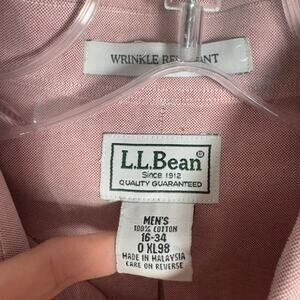 WRINKLE RESISTANT
L.L.Bean®
Since 1912
QUALITY GUARANTEED
MEN'S
100% COTTON
16-34
0 XL98
MADE IN MALAYSIA
CARE ON REVERSE